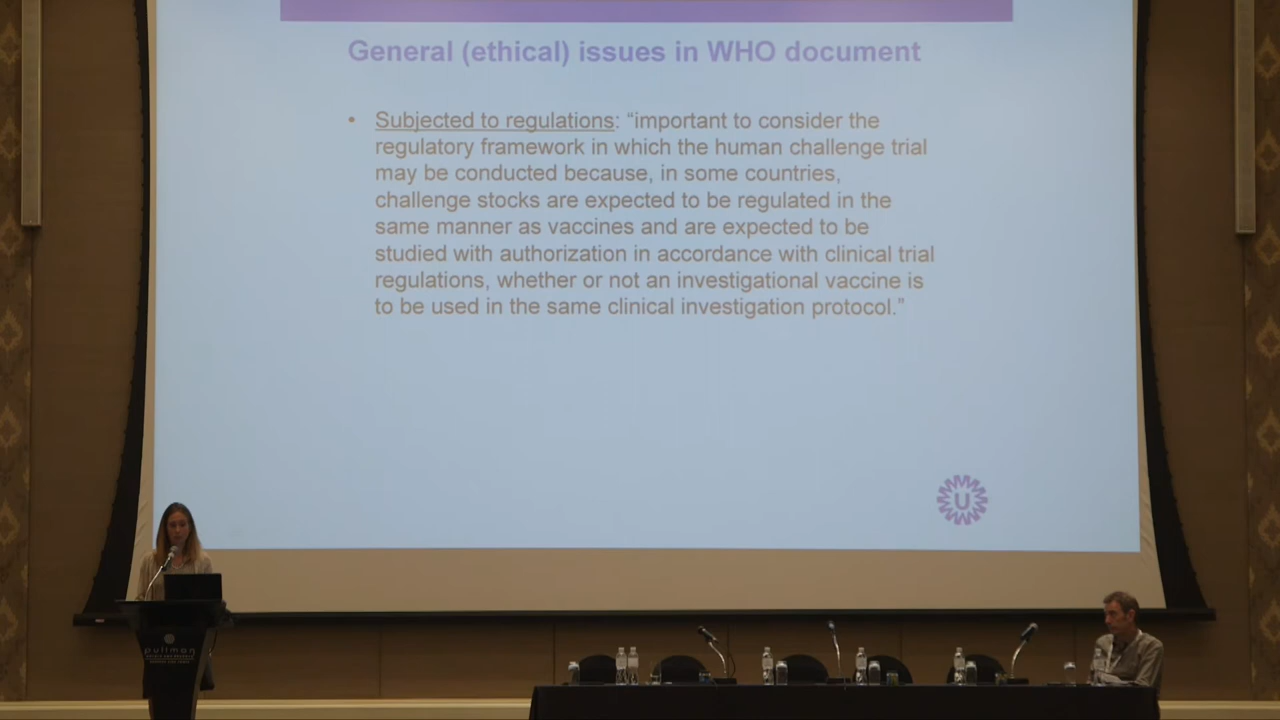 General (ethical) issues in WHO document
• Subjected to regulations: “important to consider the
regulatory framework in which the human challenge trial
may be conducted because, in some countries,
challenge stocks are expected to be regulated in the
same manner as vaccines and are expected to be
studied with authorization in accordance with clinical trial
regulations, whether or not an investigational vaccine is
to be used in the same clinical investigation protocol.”
U
pullman